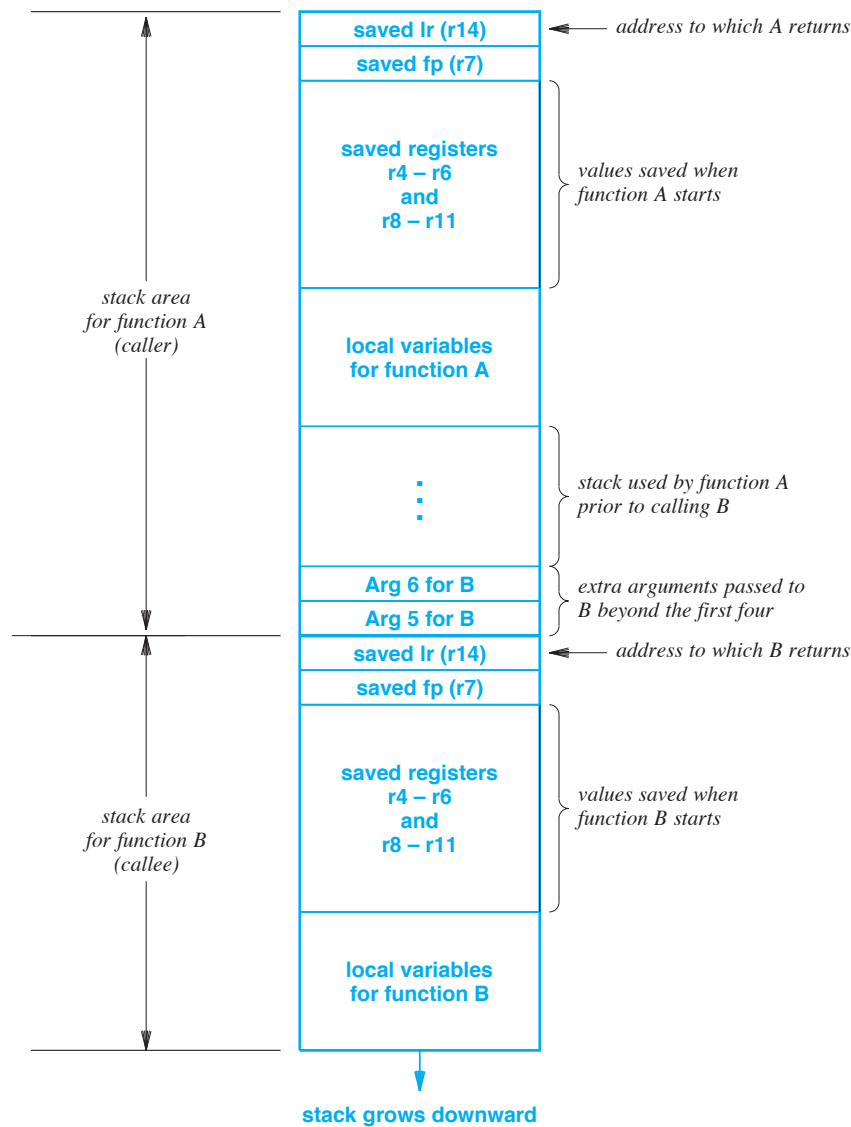 saved lr (r14)
address to which A returns
saved fp (r7)
saved registers
r4 – r6
and
r8 – r11
values saved when
function A starts
stack area
for function A
(caller)
local variables
for function A
stack used by function A
prior to calling B
Arg 6 for B
Arg 5 for B
extra arguments passed to
B beyond the first four
saved lr (r14)
address to which B returns
saved fp (r7)
saved registers
r4 – r6
and
r8 – r11
values saved when
function B starts
stack area
for function B
(callee)
local variables
for function B
stack grows downward